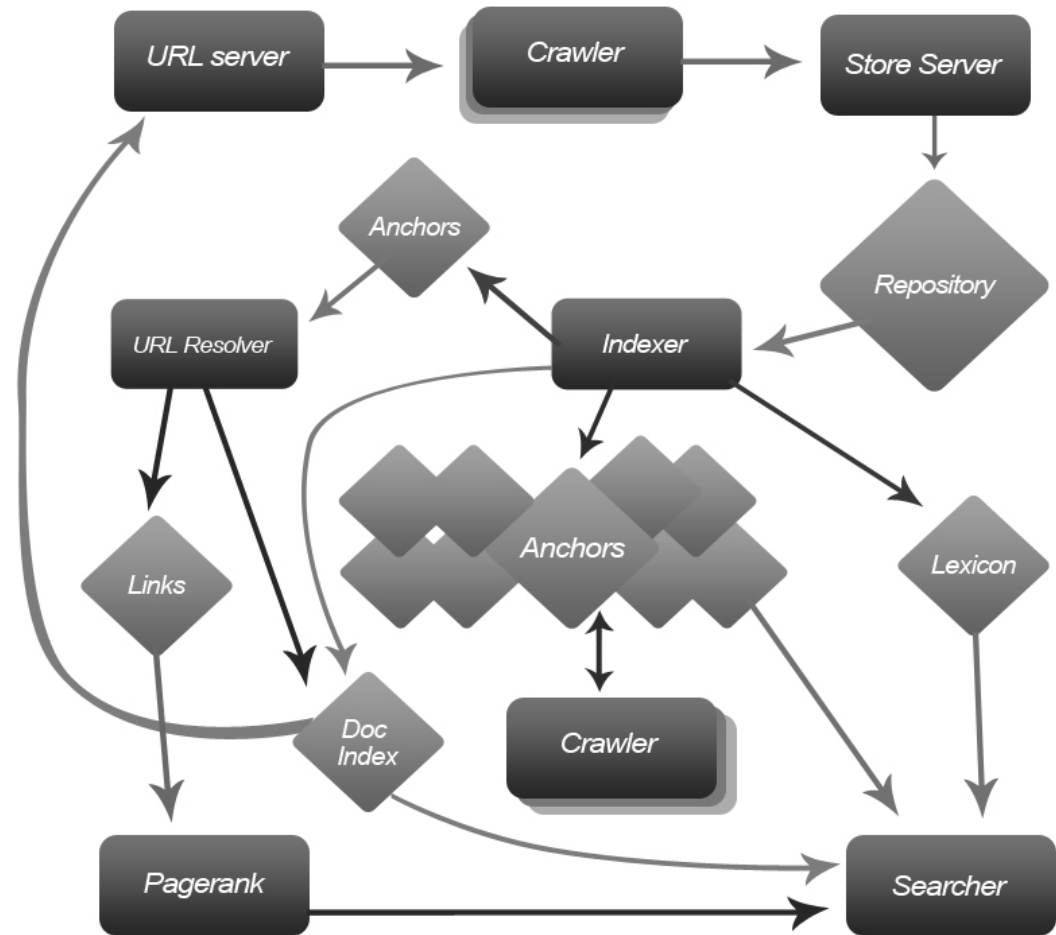 URL server
Crawler
Store Server
Anchors
Repository
URL Resolver
Indexer
Anchors
Lexicon
Links
Doc
Index
Crawler
Pagerank
Searcher